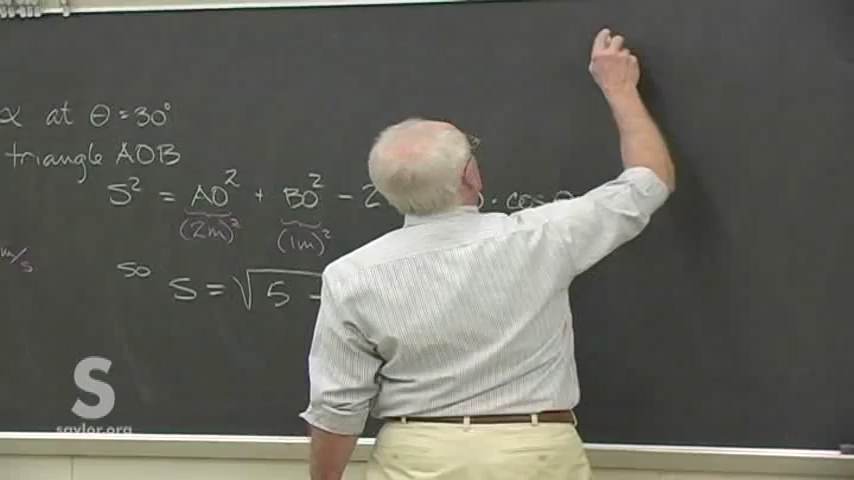 α at θ = 30°
triangle AOB
S² = AO² + BO² - 2 · cos θ
(2m)² (1m)²
m/s
so
S = √5 -
S
saylor.org